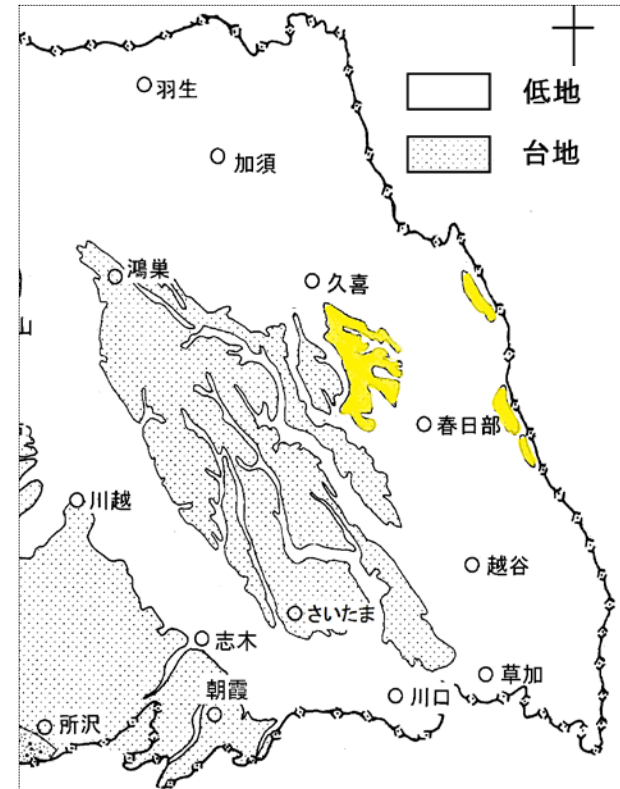 羽生
低地
加須
台地
鴻巣
久喜
山
春日部
川越
越谷
さいたま
志木
草加
朝霞
川口
所沢